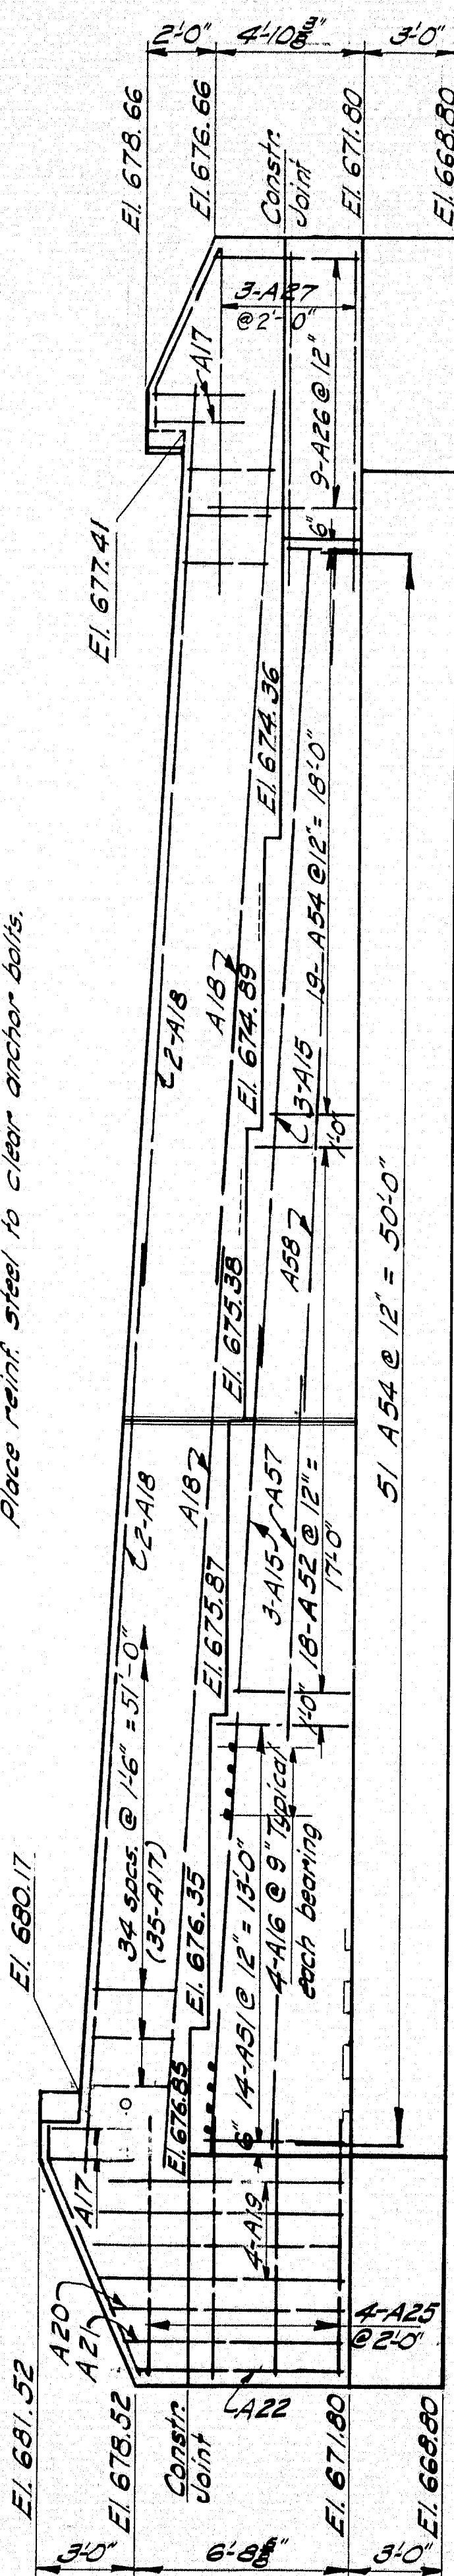 Place reinf. steel to clear anchor bolts.
El. 681.52
El. 680.17
El. 677.41
El. 678.66
3'-0"
2'-0"
A20
A21
A17
34 spcs. @ 1'-6" = 51'-0"
(35-A17)
2-A18
2-A18
A17
El. 678.52
El. 676.66
Constr.
Joint
El. 676.85
El. 676.35
A18
El. 675.87
El. 675.38
A18
El. 674.89
El. 674.36
3-A27
@ 2'-0"
4'-10 3/8"
Constr.
Joint
6'-8 5/8"
A22
4-A19
6"
14-A51 @ 12" = 13'-0"
4-A16 @ 9" Typical
each bearing
1'-0"
3-A15
A57
18-A52 @ 12" =
17'-0"
A58
3-A15
1'-0"
19-A54 @ 12" = 18'-0"
6"
9-A26 @ 12"
4-A25
@ 2'-0"
El. 671.80
El. 671.80
51 A54 @ 12" = 50'-0"
3'-0"
3'-0"
El. 668.80
El. 668.80